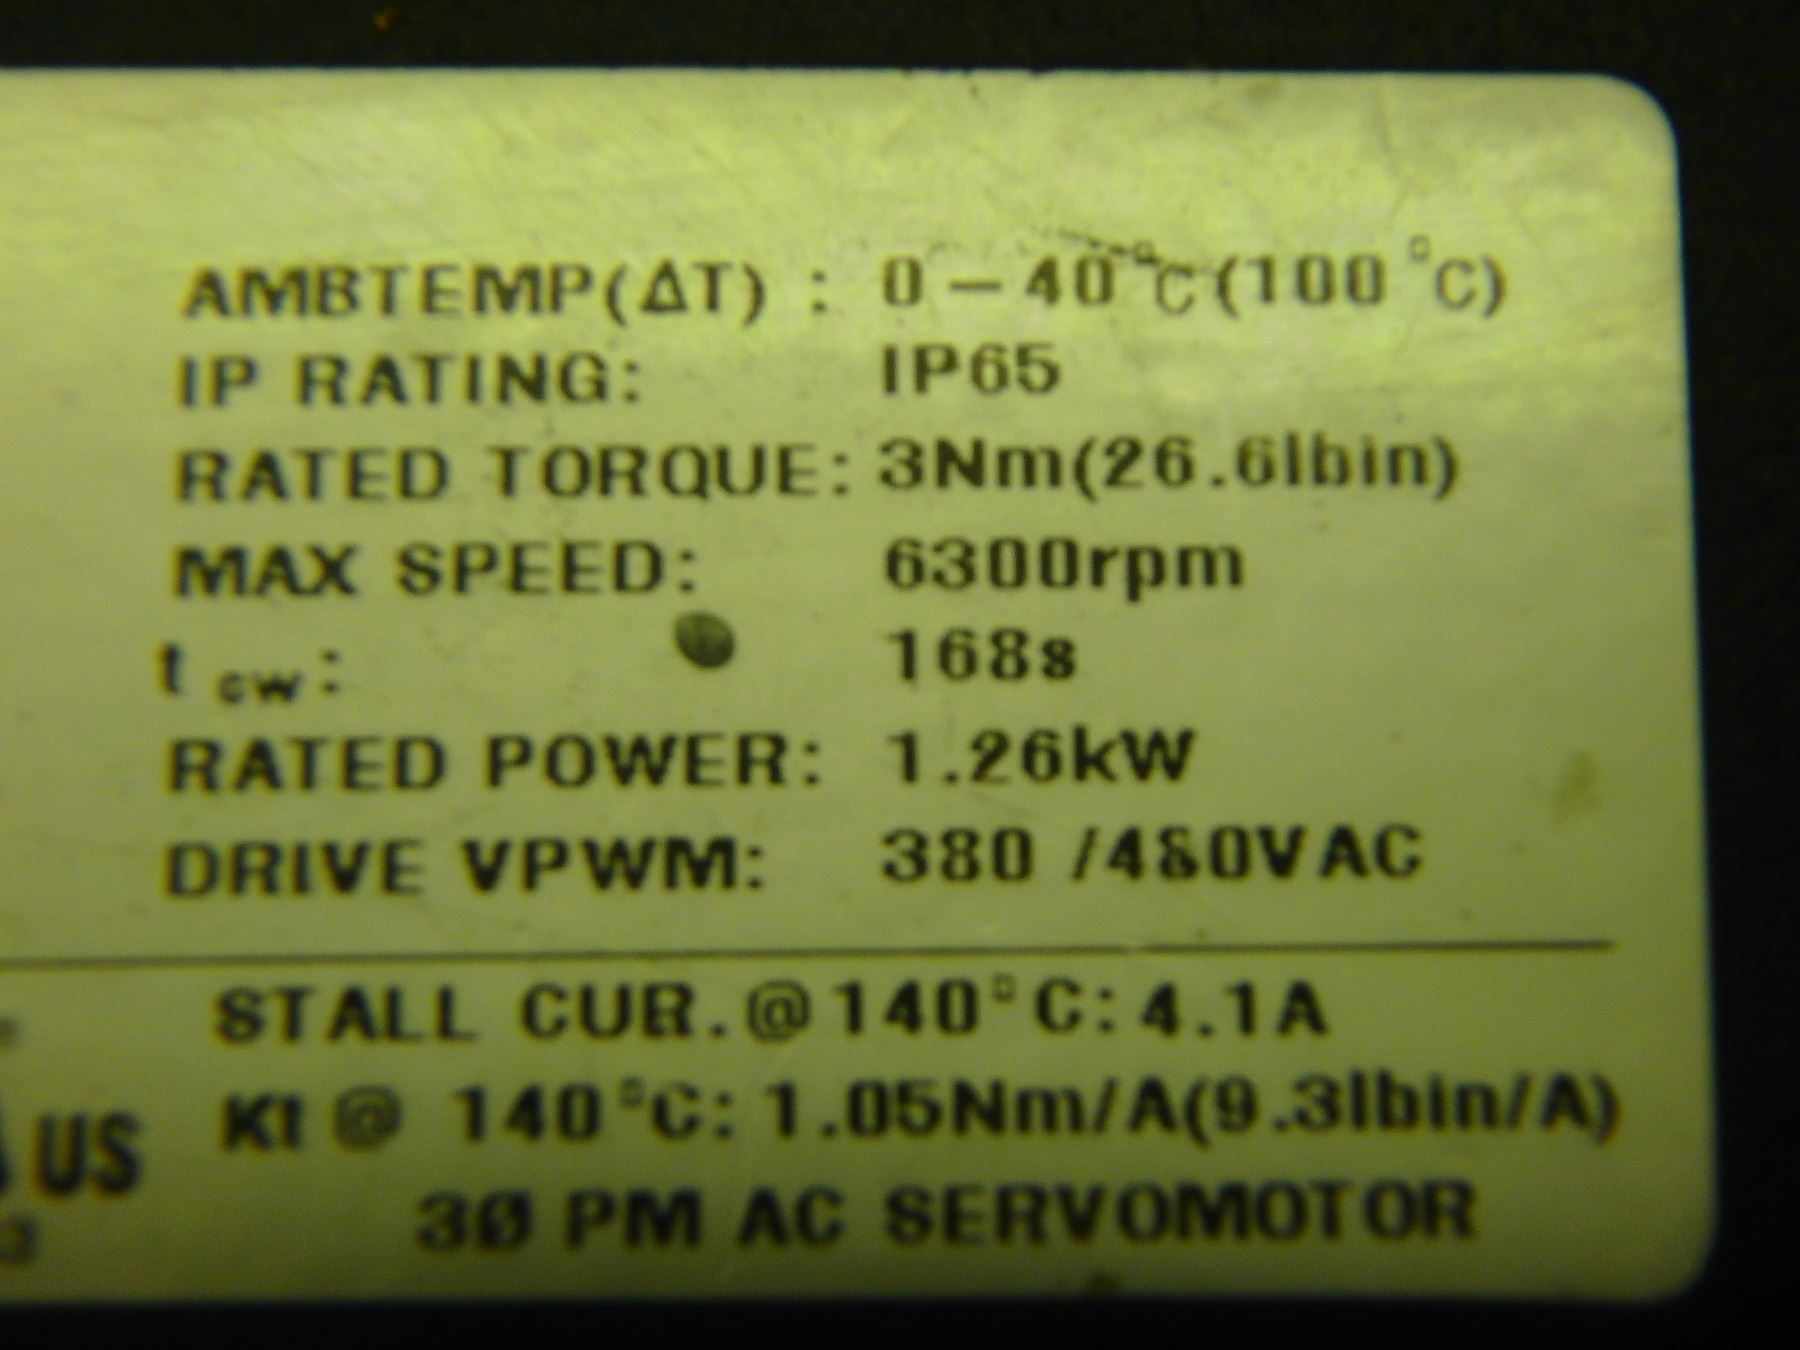 AMBTEMP(ΔT) : 0 – 40°C (100 °C)
IP RATING: IP65
RATED TORQUE: 3Nm(26.6lbin)
MAX SPEED: 6300rpm
t cw : 168s
RATED POWER: 1.26kW
DRIVE VPWM: 380 /480VAC
STALL CUR. @ 140°C: 4.1A
Kt @ 140°C: 1.05Nm/A(9.3lbin/A)
US
3Ø PM AC SERVOMOTOR